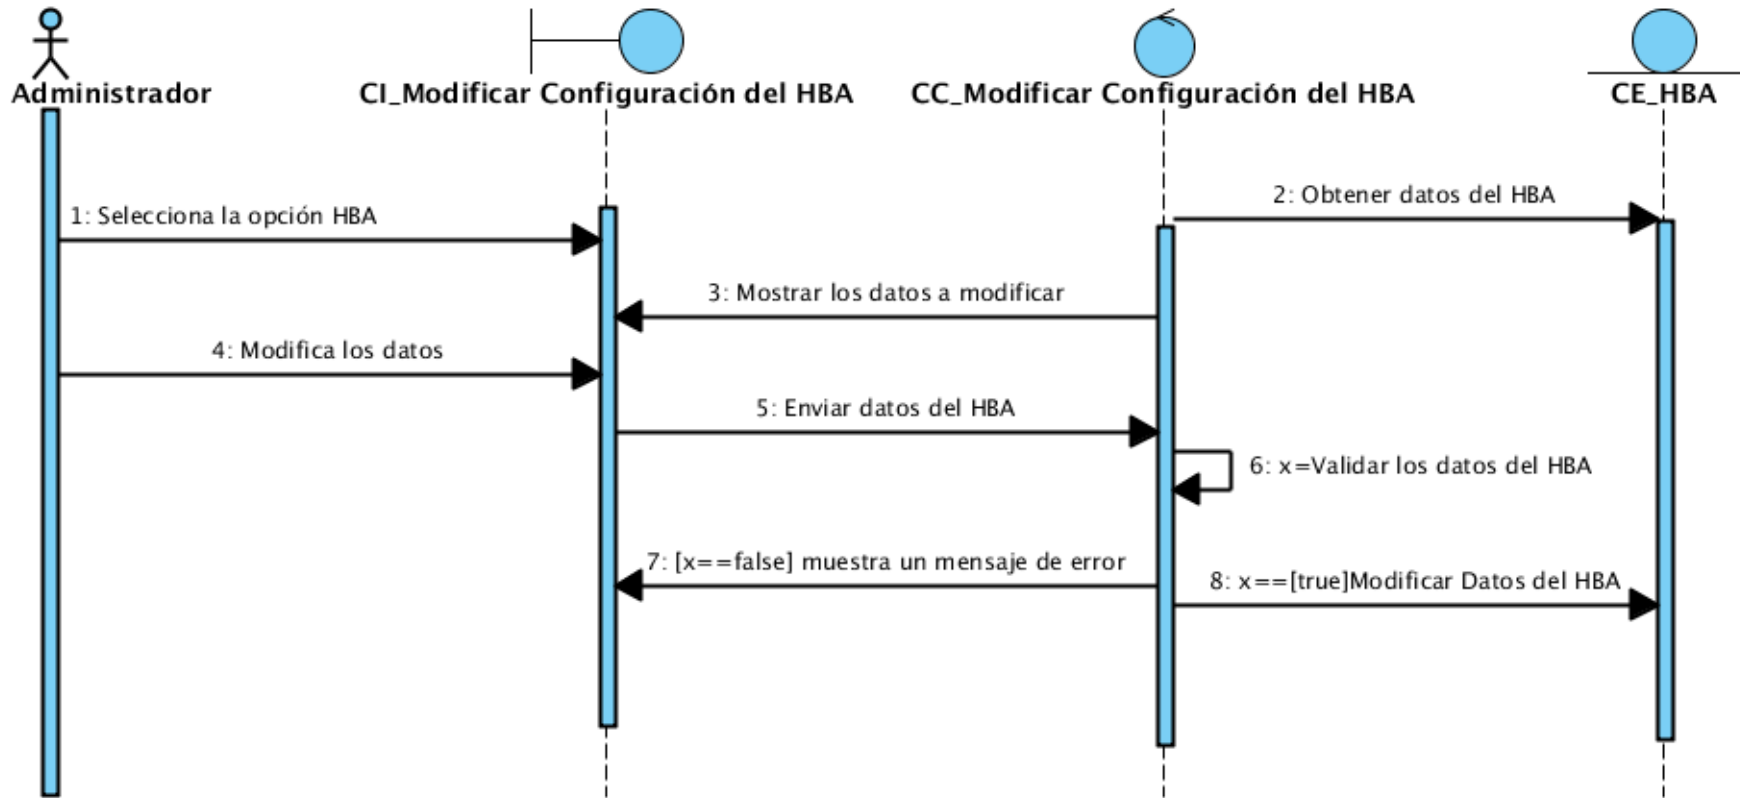 Administrador
CI_Modificar Configuración del HBA
CC_Modificar Configuración del HBA
CE_HBA
1: Selecciona la opción HBA
2: Obtener datos del HBA
3: Mostrar los datos a modificar
4: Modifica los datos
5: Enviar datos del HBA
6: x=Validar los datos del HBA
7: [x==false] muestra un mensaje de error
8: x==[true]Modificar Datos del HBA